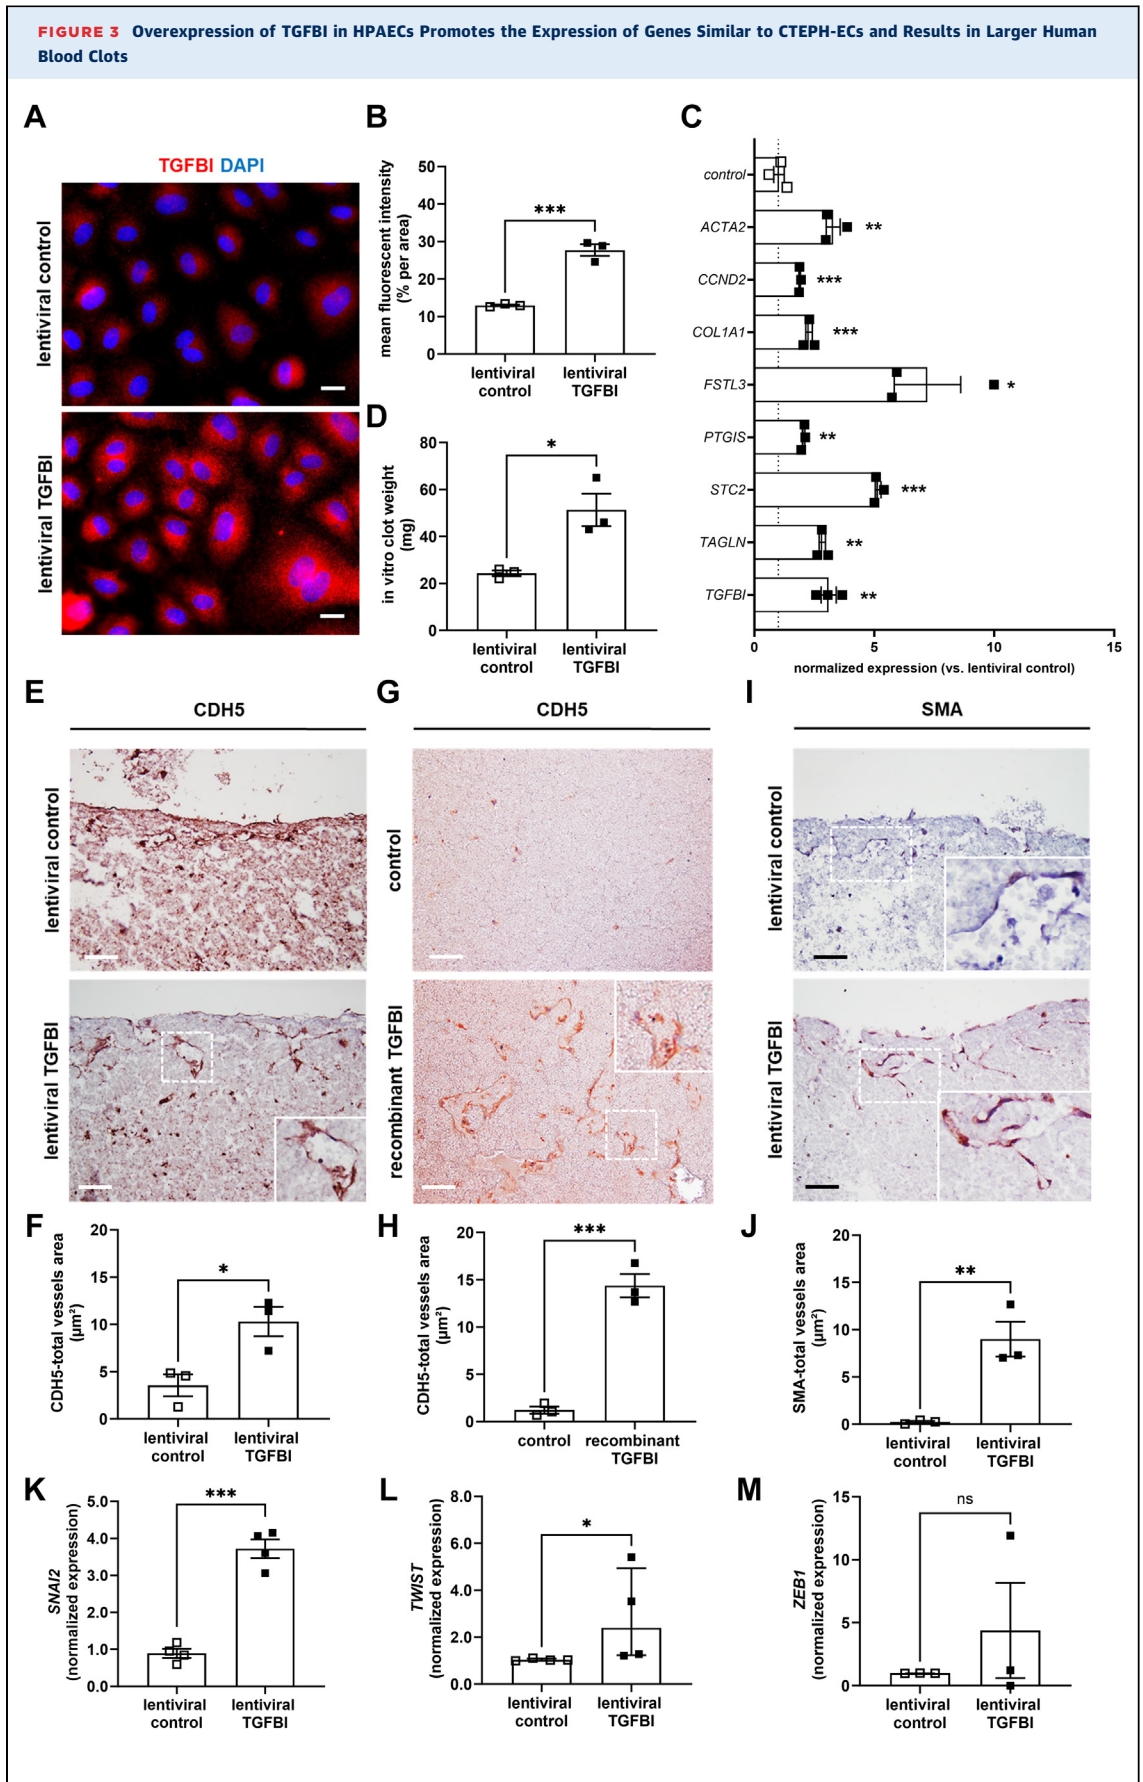 FIGURE 3 Overexpression of TGFBI in HPAECs Promotes the Expression of Genes Similar to CTEPH-ECs and Results in Larger Human
Blood Clots
A
TGFBI DAPI
lentiviral control
lentiviral TGFBI
B
mean fluorescent intensity
(% per area)
50
40
30
20
10
0
***
lentiviral
control
lentiviral
TGFBI
C
control
ACTA2
**
CCND2
***
COL1A1
***
FSTL3
*
PTGIS
**
STC2
***
TAGLN
**
TGFBI
**
0
5
10
15
normalized expression (vs. lentiviral control)
D
in vitro clot weight
(mg)
80
60
40
20
0
*
lentiviral
control
lentiviral
TGFBI
E
CDH5
lentiviral control
lentiviral TGFBI
G
CDH5
control
recombinant TGFBI
I
SMA
lentiviral control
lentiviral TGFBI
F
CDH5-total vessels area
(µm²)
20
15
10
5
0
*
lentiviral
control
lentiviral
TGFBI
H
CDH5-total vessels area
(µm²)
20
15
10
5
0
***
control
recombinant
TGFBI
J
SMA-total vessels area
(µm²)
20
15
10
5
0
**
lentiviral
control
lentiviral
TGFBI
K
SNAI2
(normalized expression)
5.0
4.0
3.0
2.0
1.0
0.0
***
lentiviral
control
lentiviral
TGFBI
L
TWIST
(normalized expression)
8.0
6.0
4.0
2.0
0.0
*
lentiviral
control
lentiviral
TGFBI
M
ZEB1
(normalized expression)
15
10
5
0
ns
lentiviral
control
lentiviral
TGFBI